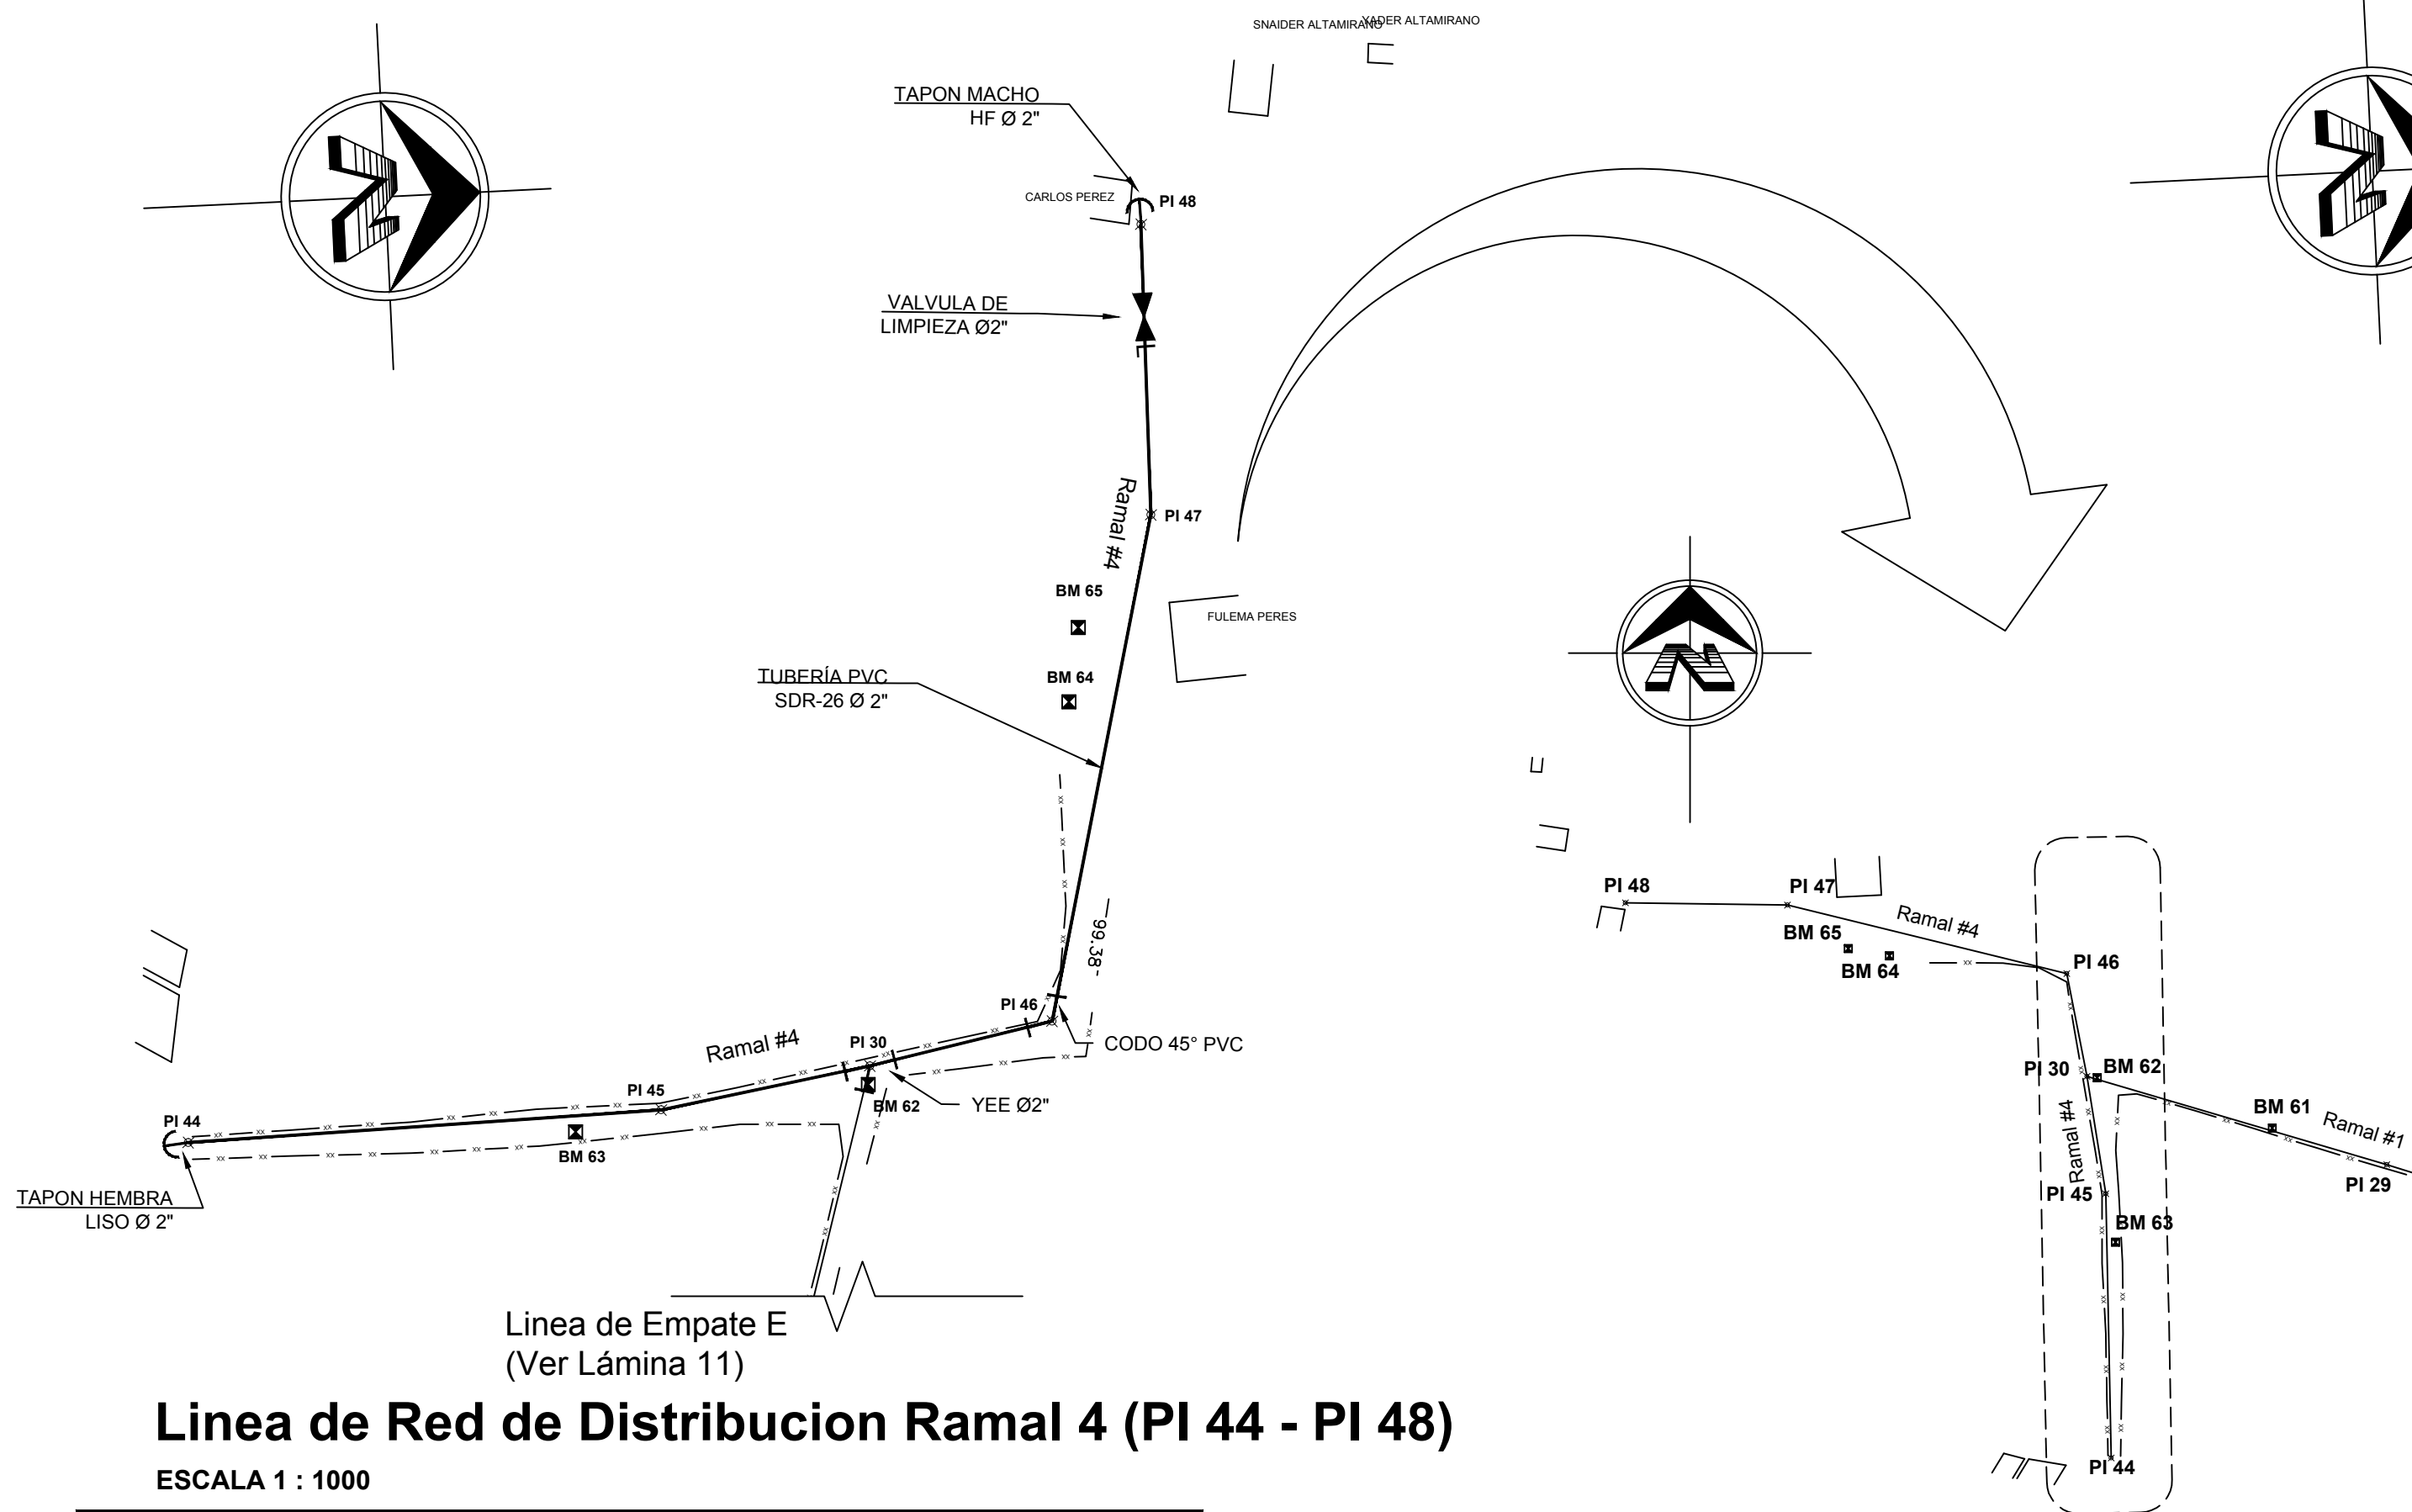 SNAIDER ALTAMIRANO
YADER ALTAMIRANO
TAPON MACHO
HF Ø 2"
CARLOS PEREZ
PI 48
VALVULA DE
LIMPIEZA Ø2"
Ramal #4
PI 47
BM 65
FULEMA PERES
BM 64
TUBERÍA PVC
SDR-26 Ø 2"
99.38
PI 46
CODO 45° PVC
Ramal #4
PI 30
PI 45
BM 62
YEE Ø2"
PI 44
BM 63
TAPON HEMBRA
LISO Ø 2"
Linea de Empate E
(Ver Lámina 11)
Linea de Red de Distribucion Ramal 4 (PI 44 - PI 48)
ESCALA 1 : 1000
N
N
N
PI 48
PI 47
Ramal #4
BM 65
BM 64
PI 46
PI 30
BM 62
BM 61
Ramal #1
Ramal #4
PI 29
PI 45
BM 63
PI 44